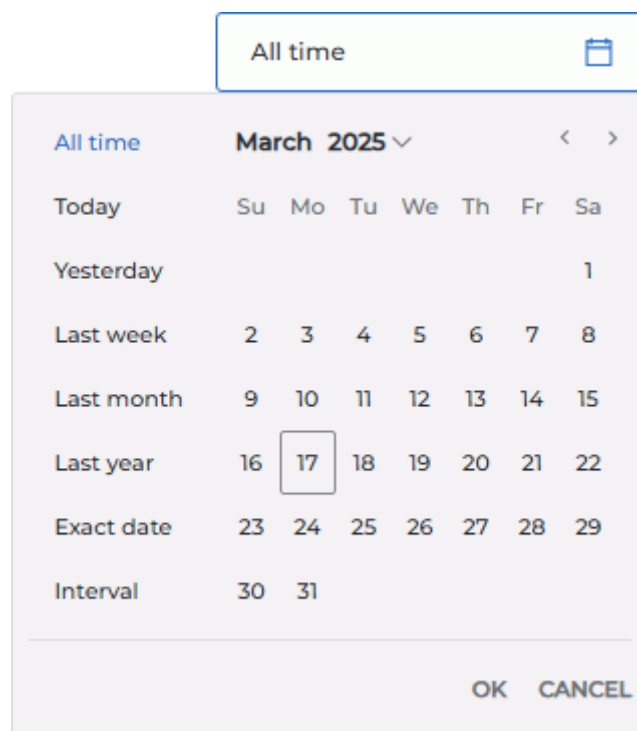 All time
All time March 2025
Today Su Mo Tu We Th Fr Sa
Yesterday 1
Last week 2 3 4 5 6 7 8
Last month 9 10 11 12 13 14 15
Last year 16 17 18 19 20 21 22
Exact date 23 24 25 26 27 28 29
Interval 30 31
OK CANCEL